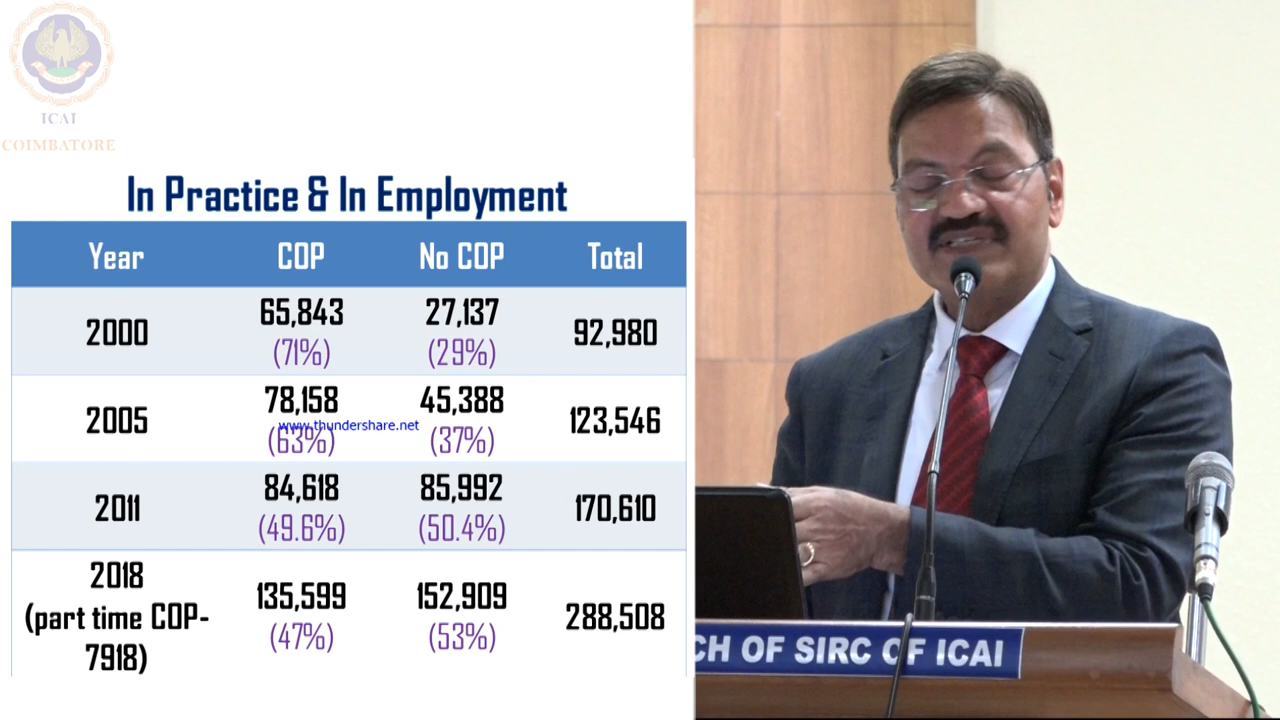 ICAI
COIMBATORE
In Practice & In Employment
Year COP No COP Total
2000 65,843 27,137 92,980
(71%) (29%)
2005 78,158 45,388 123,546
www.thundershare.net
(63%) (37%)
2011 84,618 85,992 170,610
(49.6%) (50.4%)
2018
(part time COP-
7918)
135,599 152,909 288,508
(47%) (53%)
CH OF SIRC OF ICAI